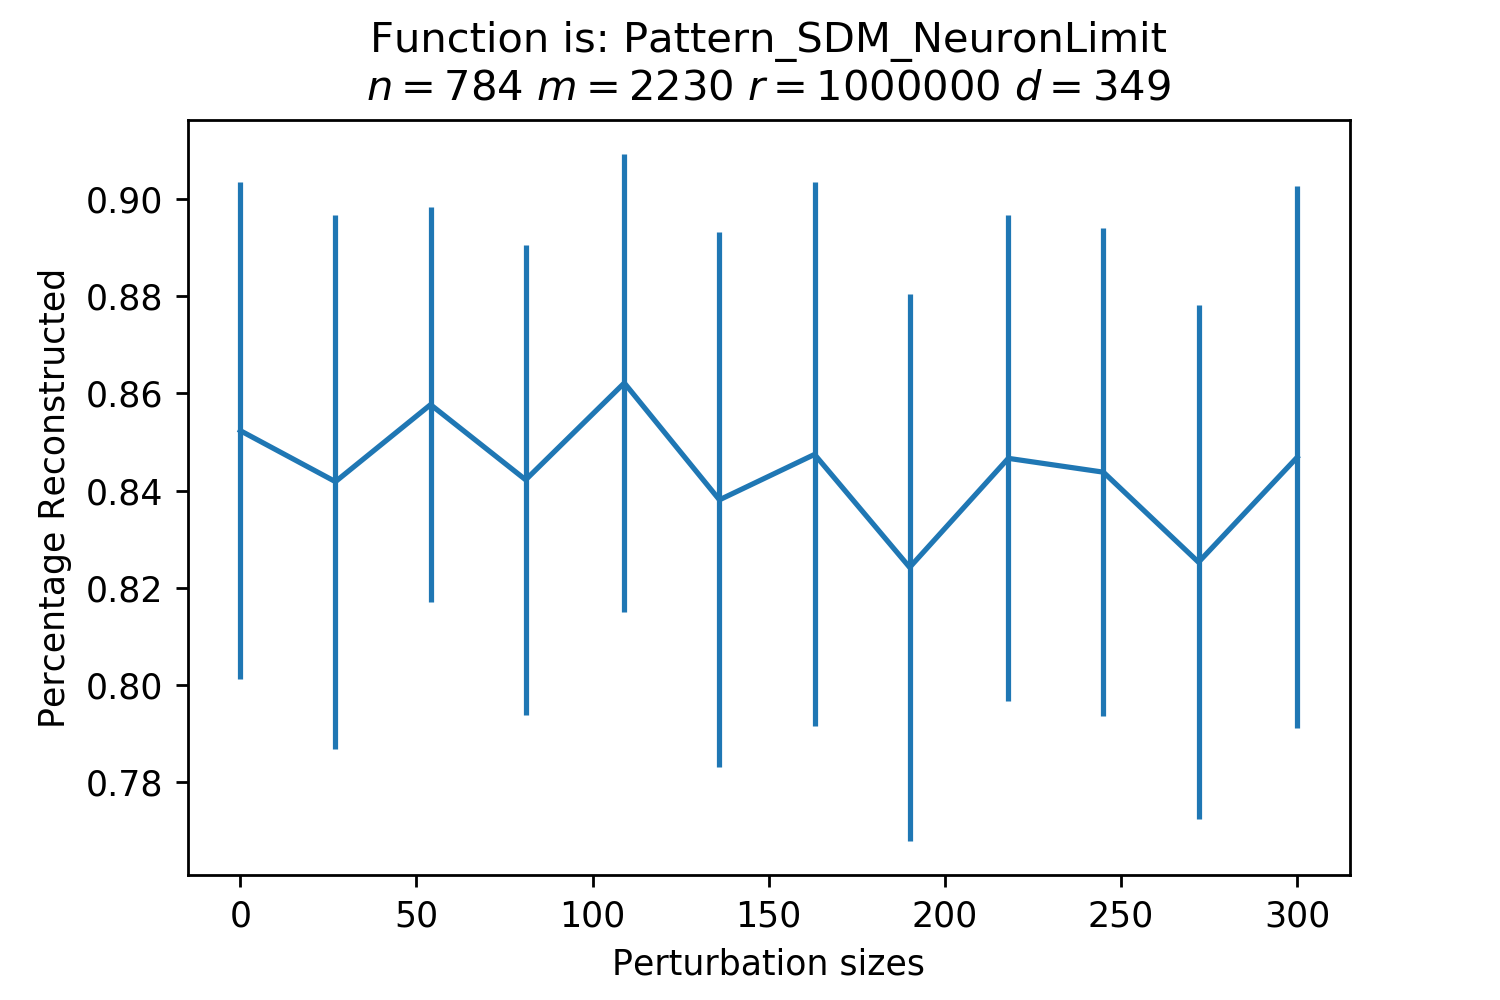 Function is: Pattern_SDM_NeuronLimit
n = 784 m = 2230 r = 1000000 d = 349
Percentage Reconstructed
0.90
0.88
0.86
0.84
0.82
0.80
0.78
0 50 100 150 200 250 300
Perturbation sizes